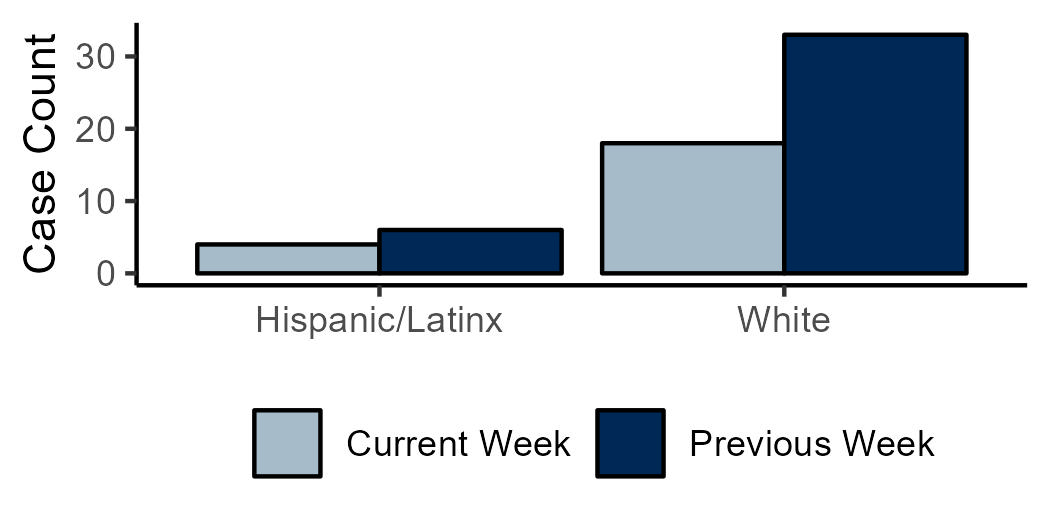 Case Count
30
20
10
0
Hispanic/Latinx
White
Current Week
Previous Week